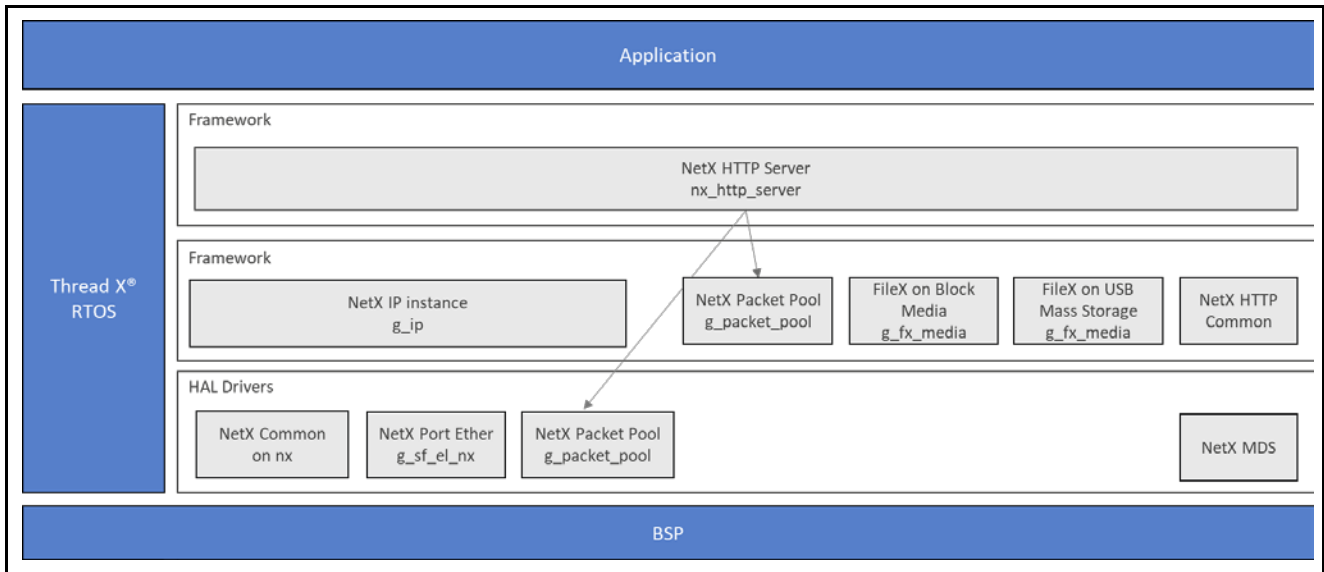 Application
Thread X®
RTOS
Framework
NetX HTTP Server
nx_http_server
Framework
NetX IP instance
g_ip
NetX Packet Pool
g_packet_pool
FileX on Block
Media
g_fx_media
FileX on USB
Mass Storage
g_fx_media
NetX HTTP
Common
HAL Drivers
NetX Common
on nx
NetX Port Ether
g_sf_el_nx
NetX Packet Pool
g_packet_pool
NetX MDS
BSP